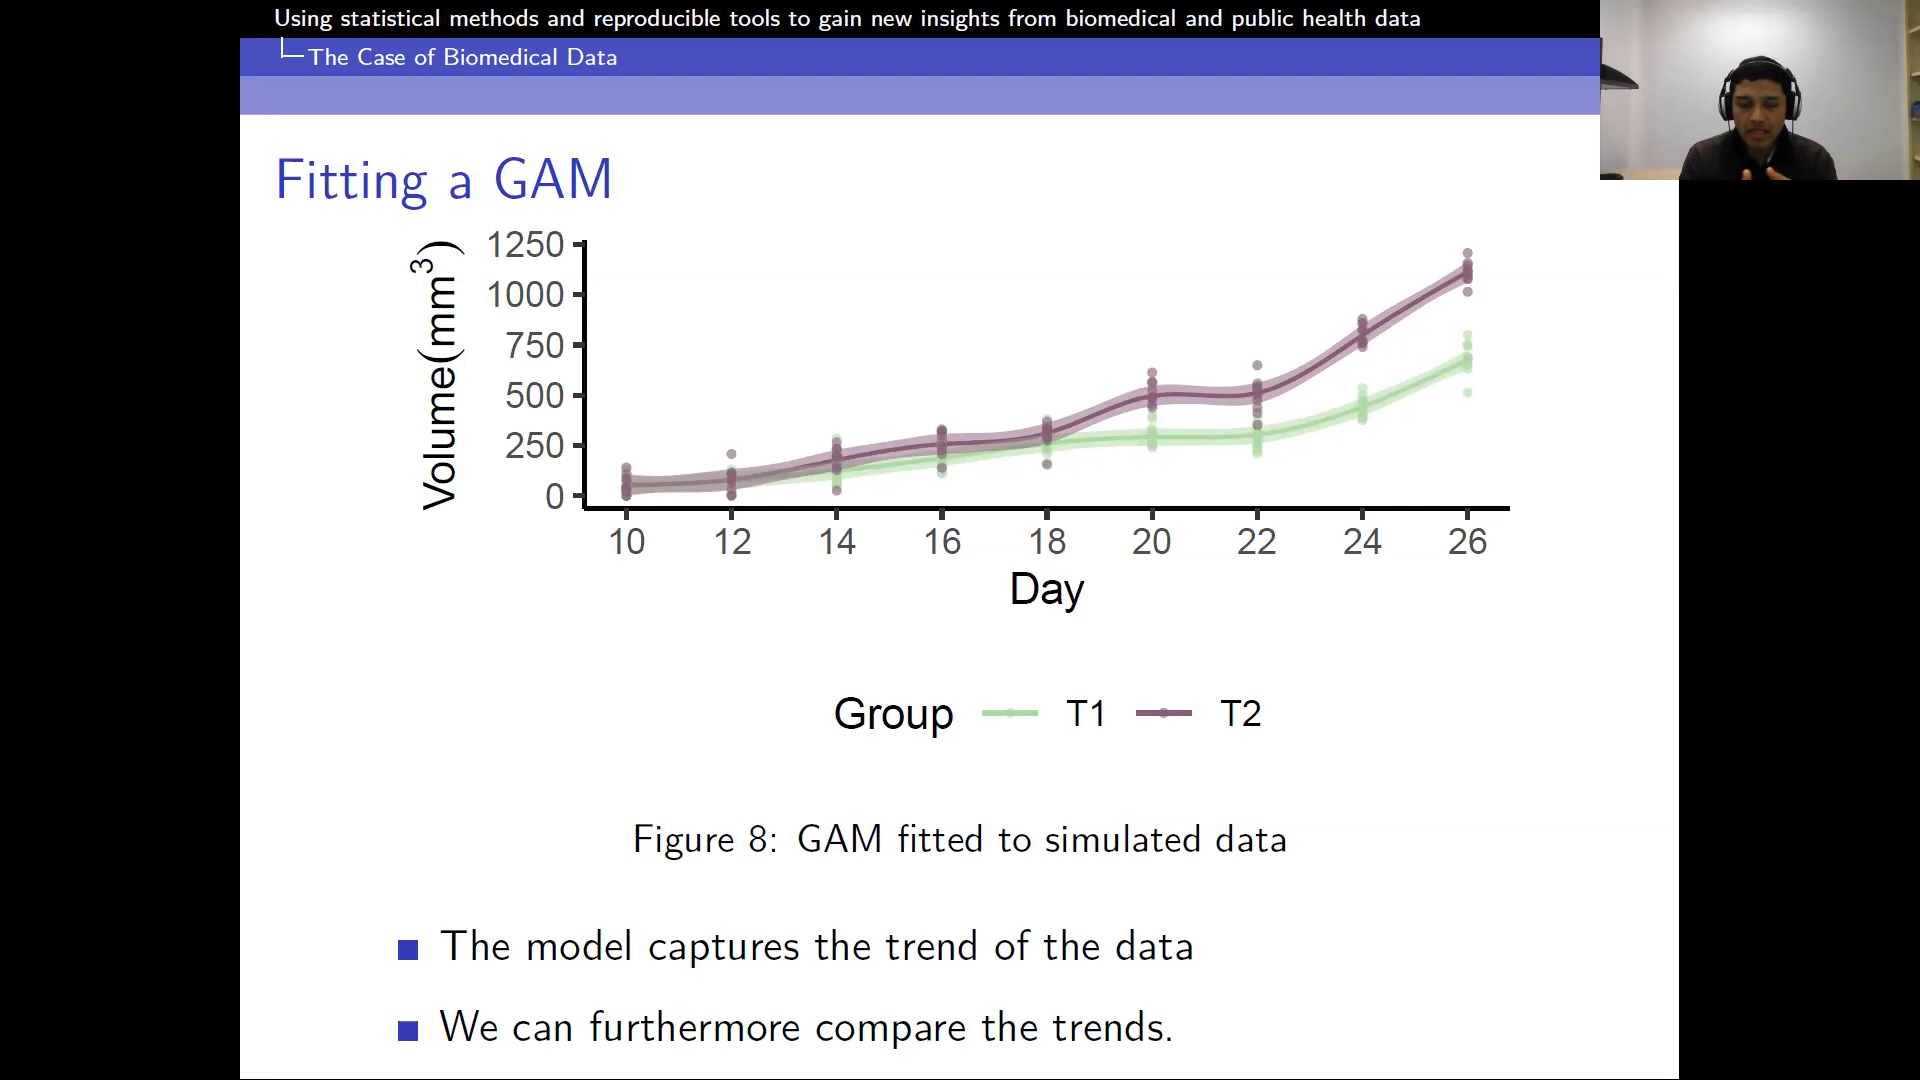 Using statistical methods and reproducible tools to gain new insights from biomedical and public health data
The Case of Biomedical Data
Fitting a GAM
Volume(mm³)
1250
1000
750
500
250
0
10 12 14 16 18 20 22 24 26
Day
Group T1 T2
Figure 8: GAM fitted to simulated data
The model captures the trend of the data
We can furthermore compare the trends.